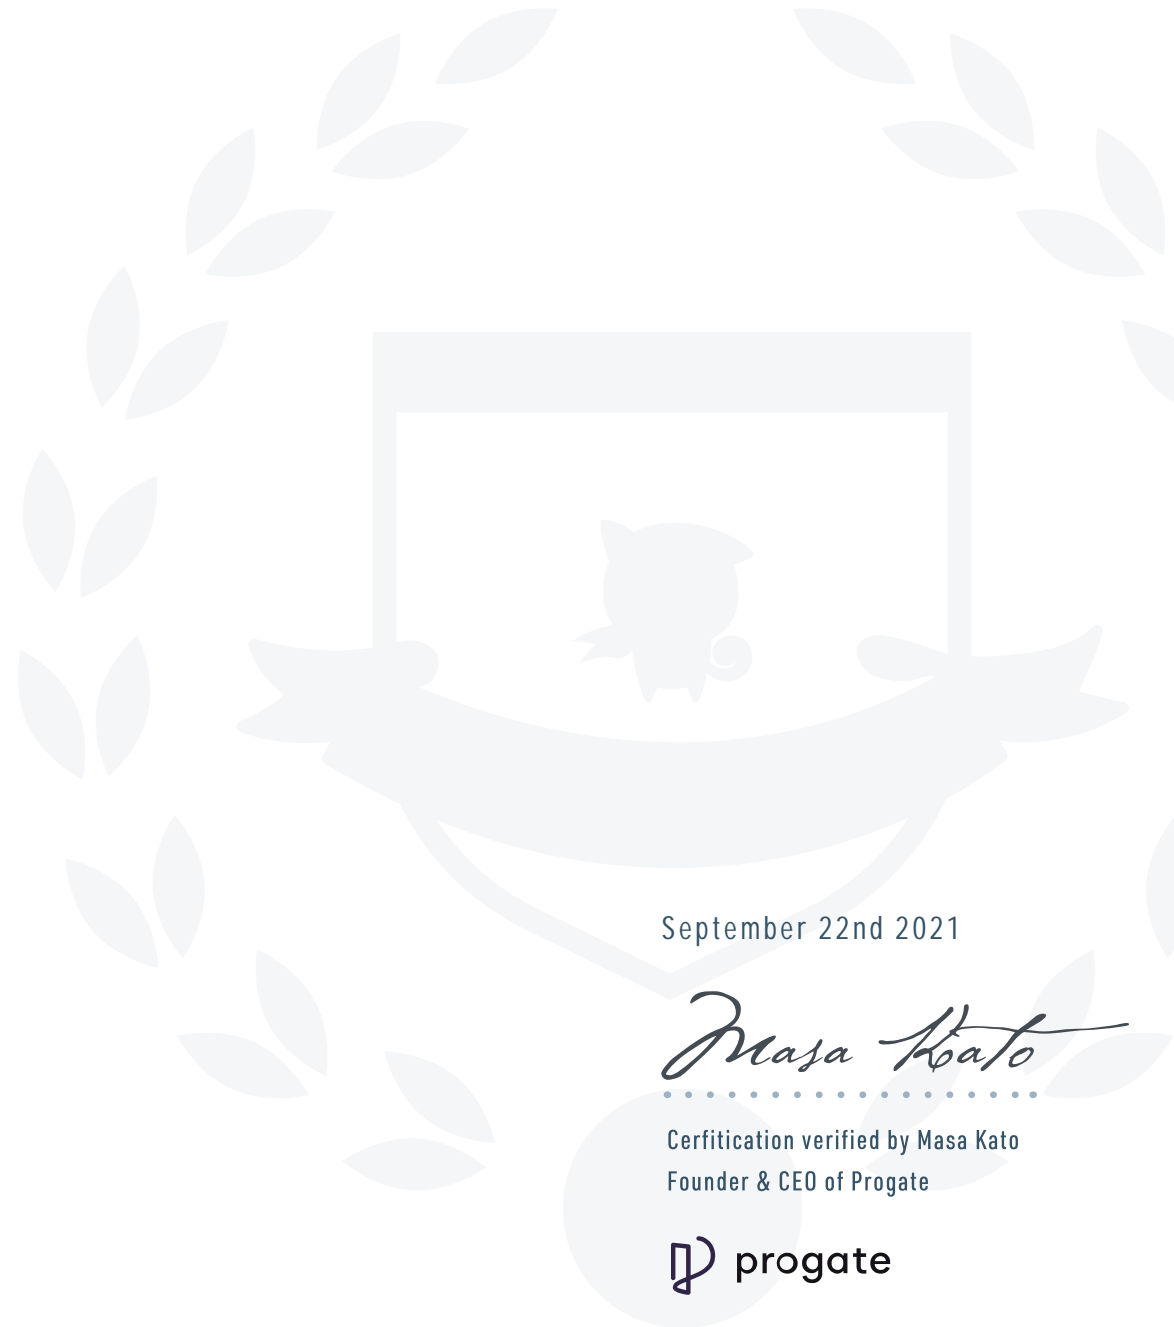 September 22nd 2021
Masa Kato
Cerfitication verified by Masa Kato
Founder & CEO of Progate
progate